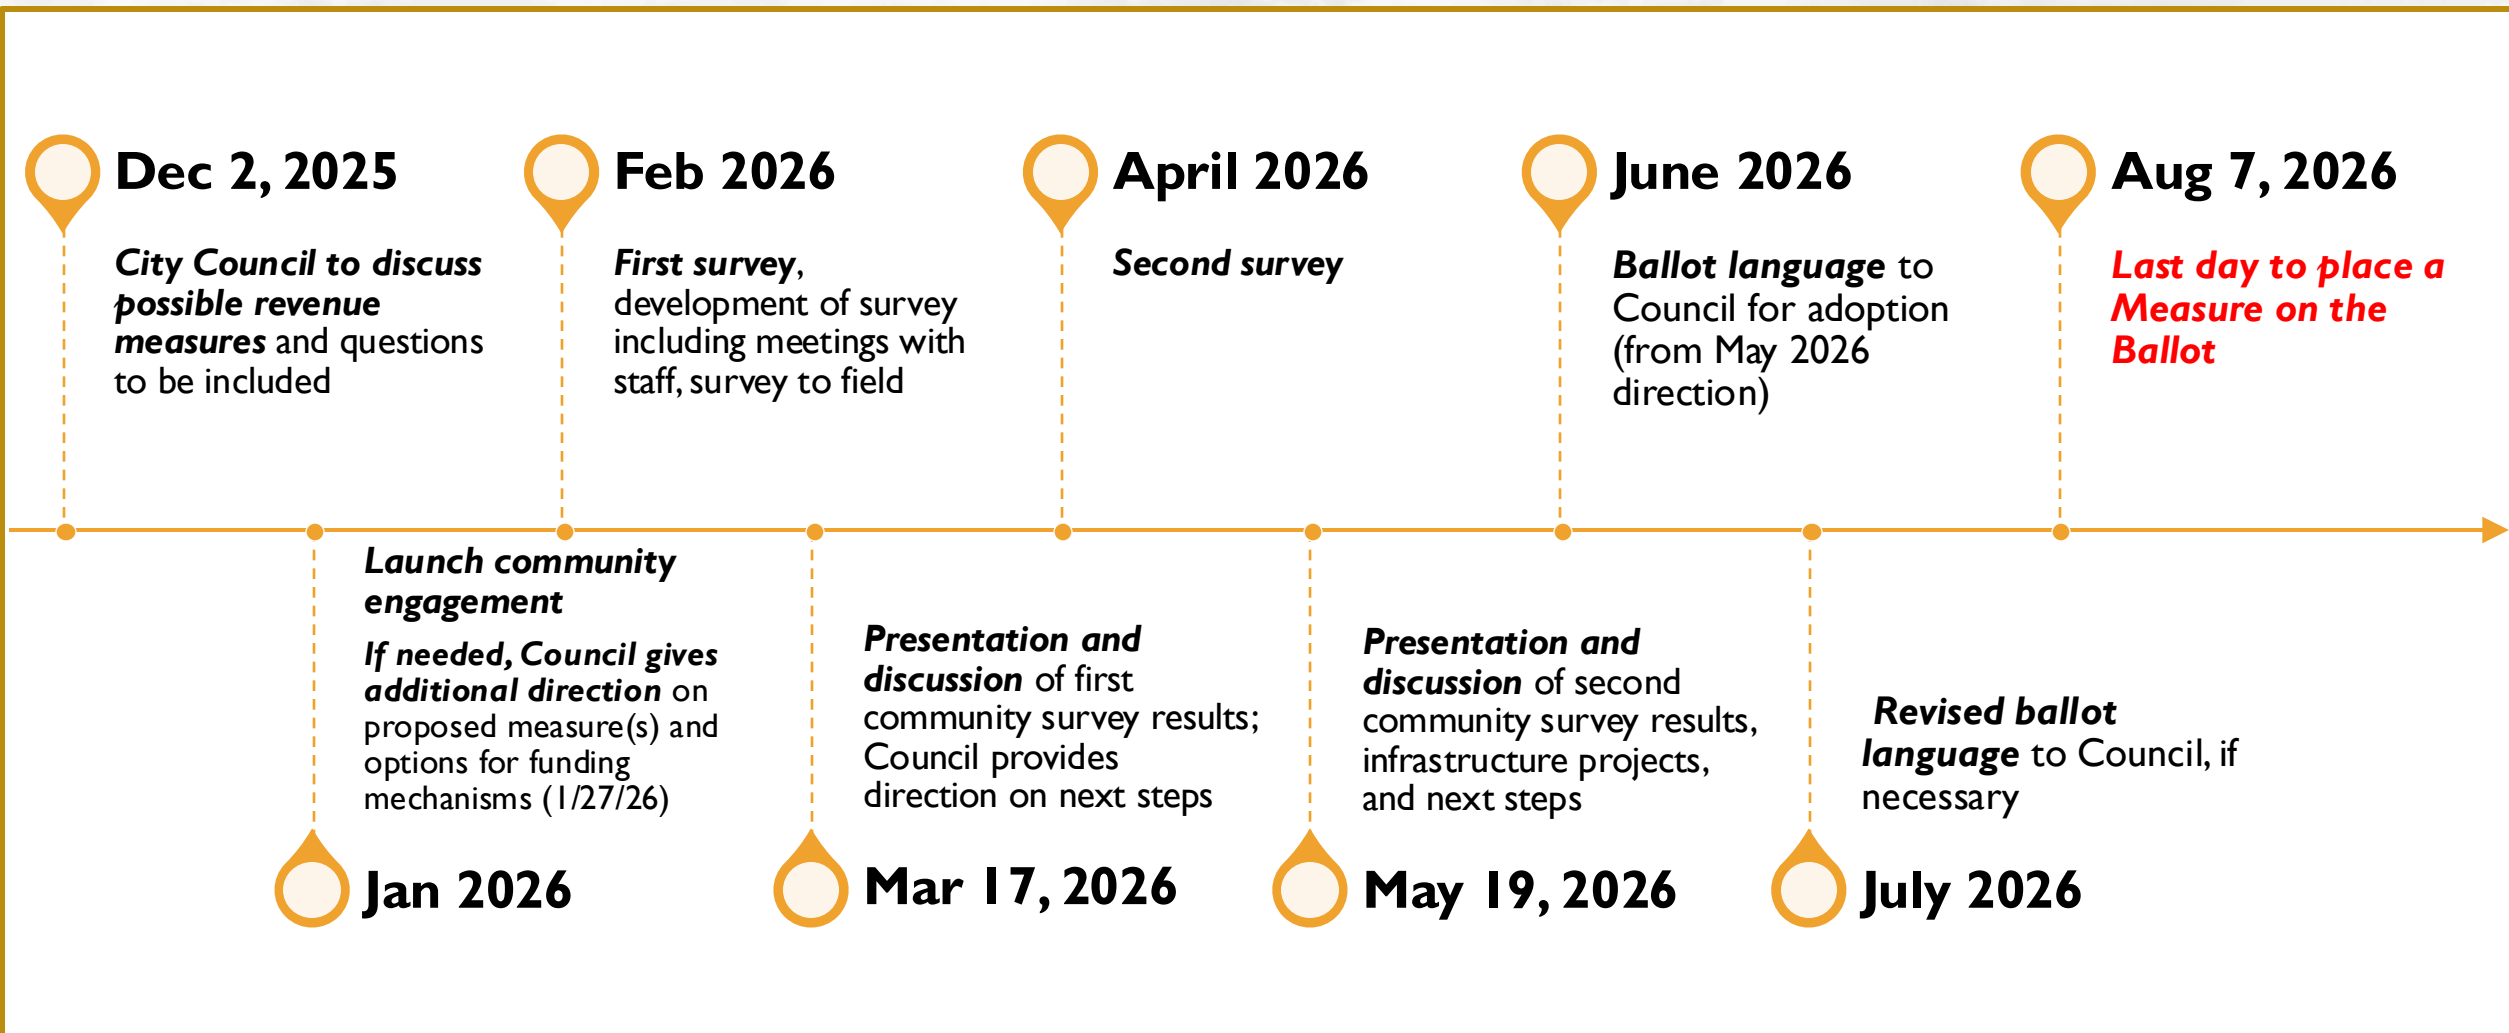 Dec 2, 2025
City Council to discuss
possible revenue
measures and questions
to be included
Launch community
engagement
If needed, Council gives
additional direction on
proposed measure(s) and
options for funding
mechanisms (1/27/26)
Jan 2026
Feb 2026
First survey,
development of survey
including meetings with
staff, survey to field
Presentation and
discussion of first
community survey results;
Council provides
direction on next steps
Mar 17, 2026
April 2026
Second survey
Presentation and
discussion of second
community survey results,
infrastructure projects,
and next steps
May 19, 2026
June 2026
Ballot language to
Council for adoption
(from May 2026
direction)
Revised ballot
language to Council, if
necessary
July 2026
Aug 7, 2026
Last day to place a
Measure on the
Ballot